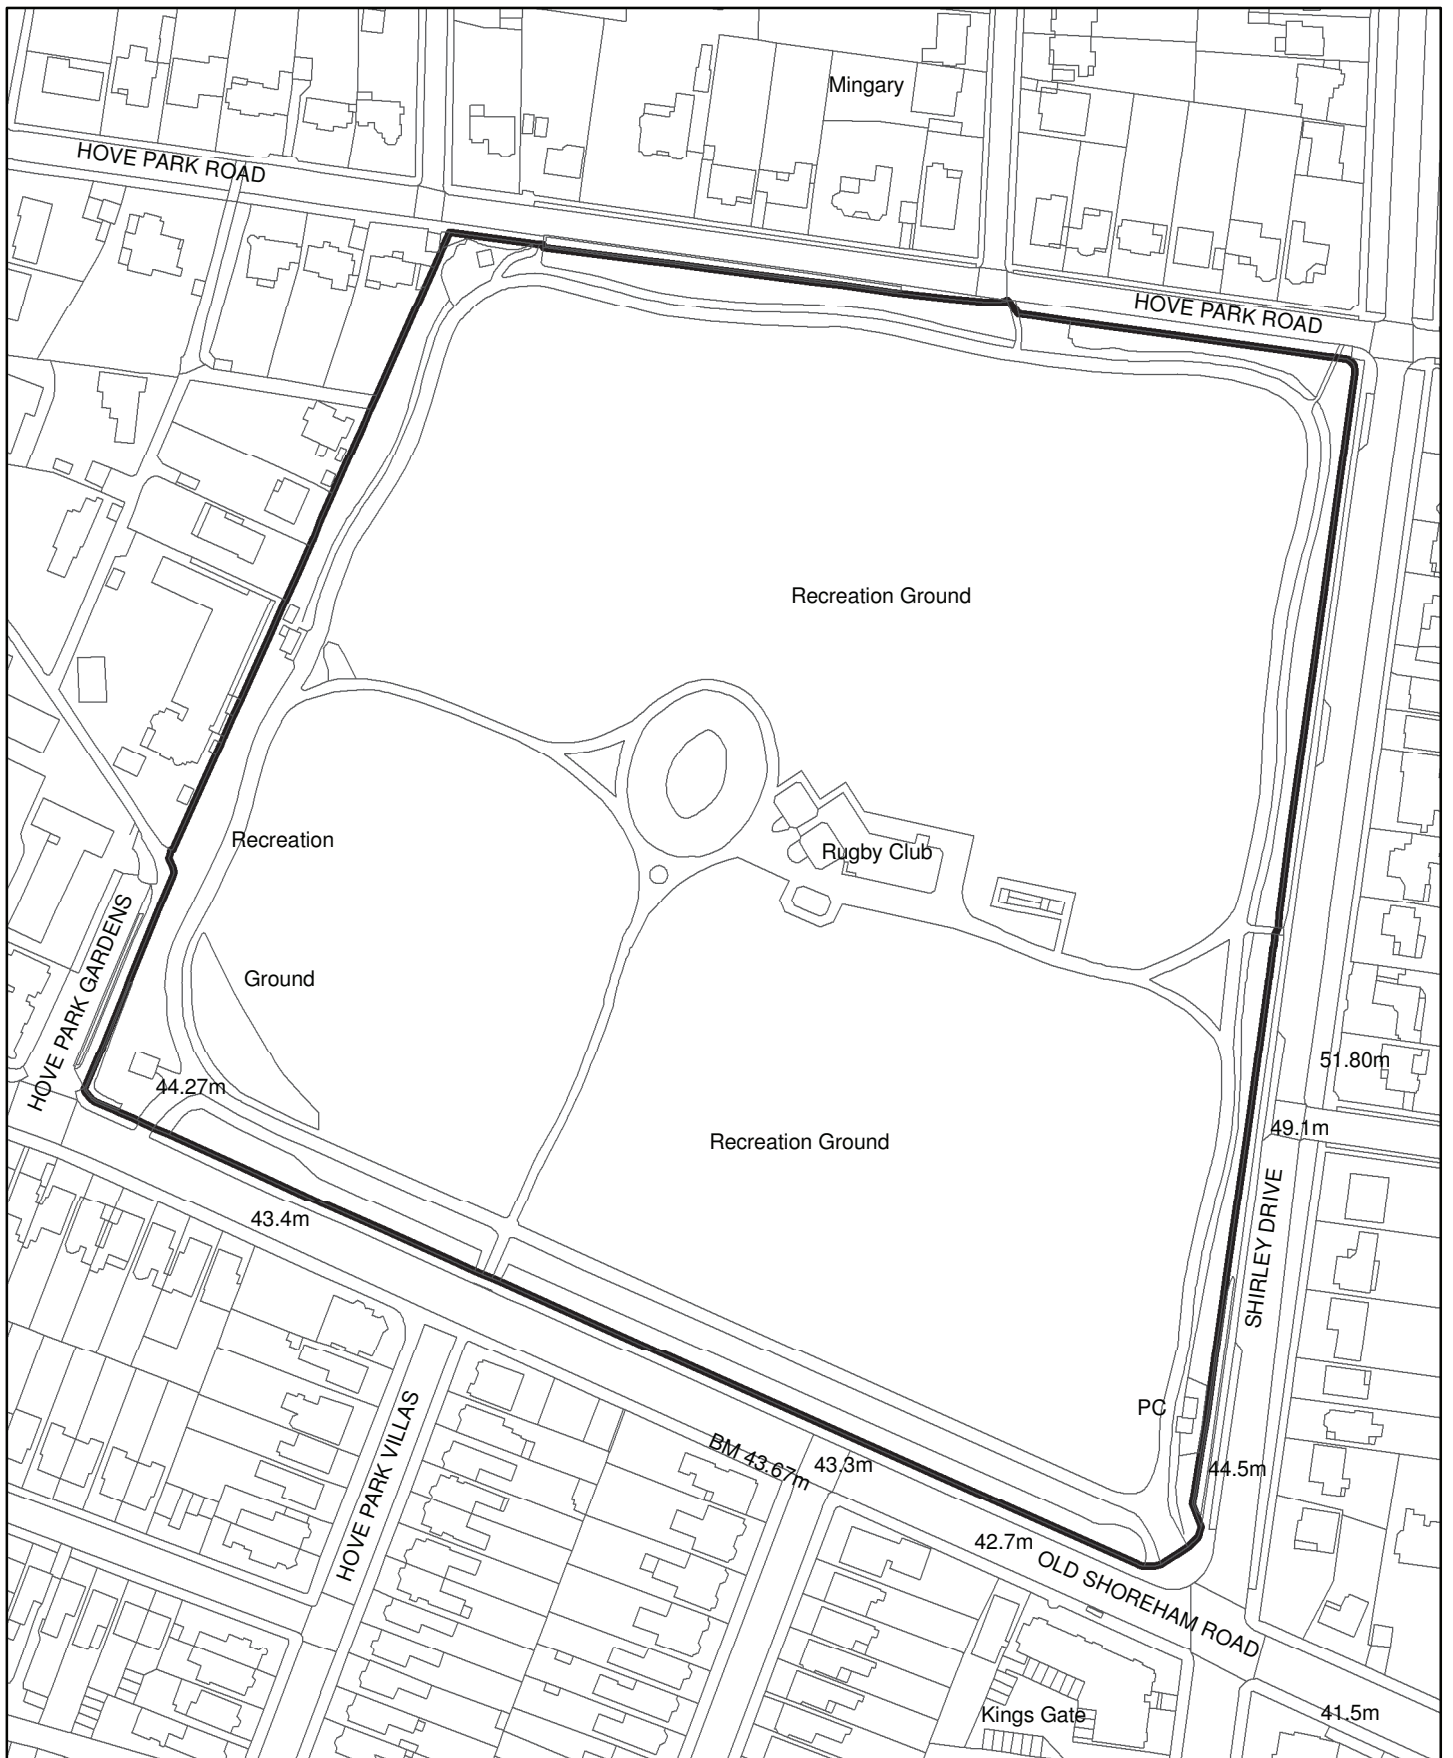 Mingary
HOVE PARK ROAD
HOVE PARK ROAD
Recreation Ground
Recreation
Rugby Club
HOVE PARK GARDENS
Ground
51.80m
44.27m
49.1m
Recreation Ground
43.4m
SHIRLEY DRIVE
PC
HOVE PARK VILLAS
BM 43.67m
43.3m
44.5m
42.7m
OLD SHOREHAM ROAD
Kings Gate
41.5m